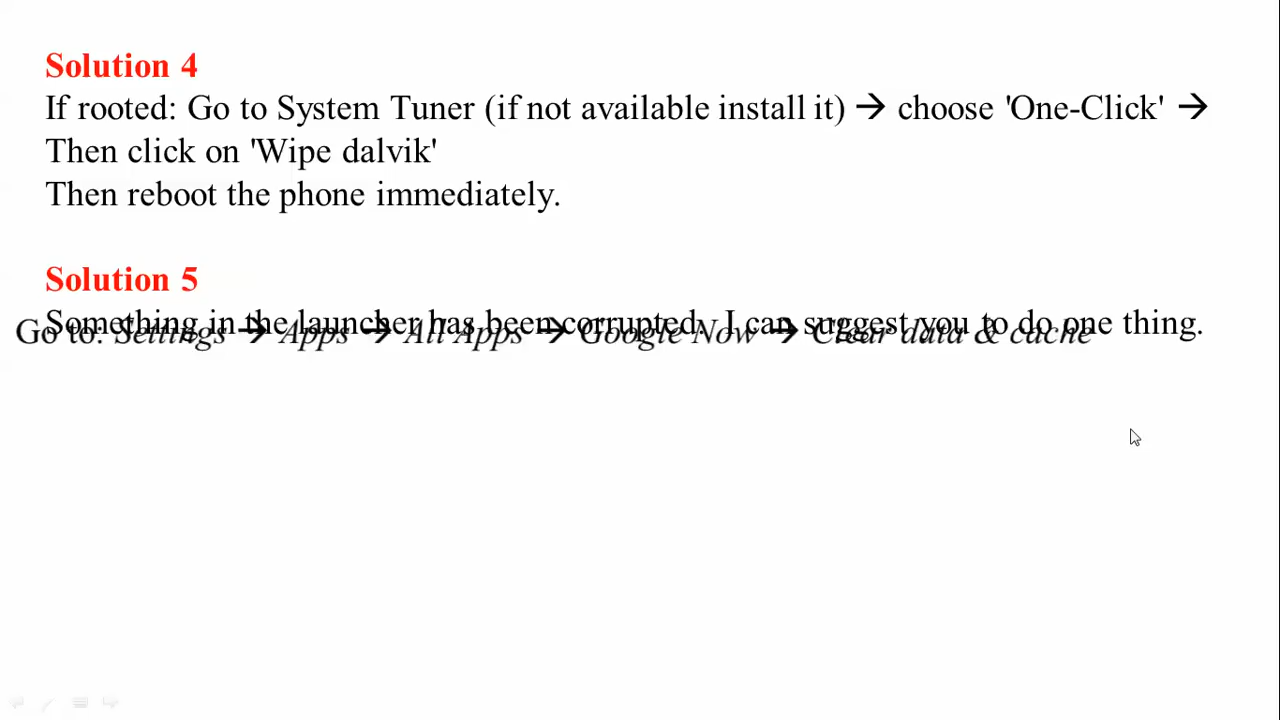 Solution 4
If rooted: Go to System Tuner (if not available install it) → choose 'One-Click' →
Then click on 'Wipe dalvik'
Then reboot the phone immediately.
Solution 5
Something in the launcher has been corrupted. I can suggest you to do one thing.
Go to: Settings → Apps → All Apps → Google Now → Clear data & cache